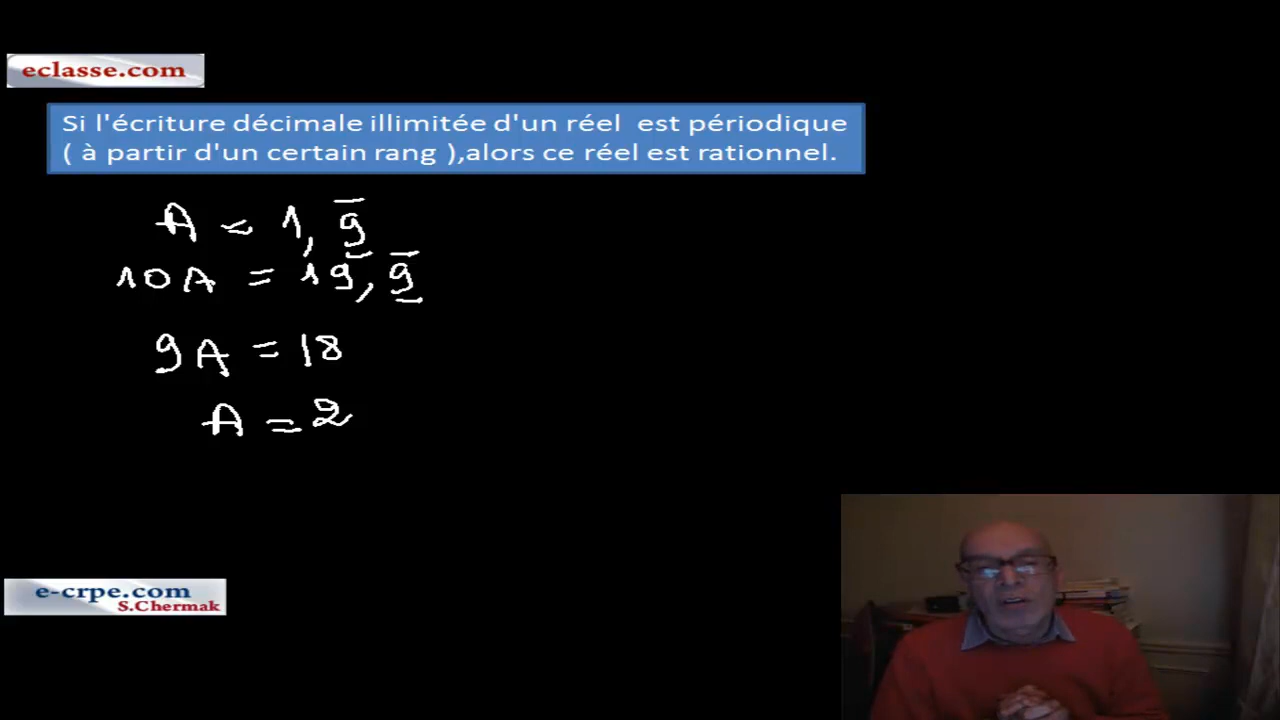 eclasse.com
Si l'écriture décimale illimitée d'un réel est périodique
( à partir d'un certain rang ),alors ce réel est rationnel.
A = 1, 9̅
10A = 19, 9̅
9A = 18
A = 2
e-crpe.com
S.Chermak